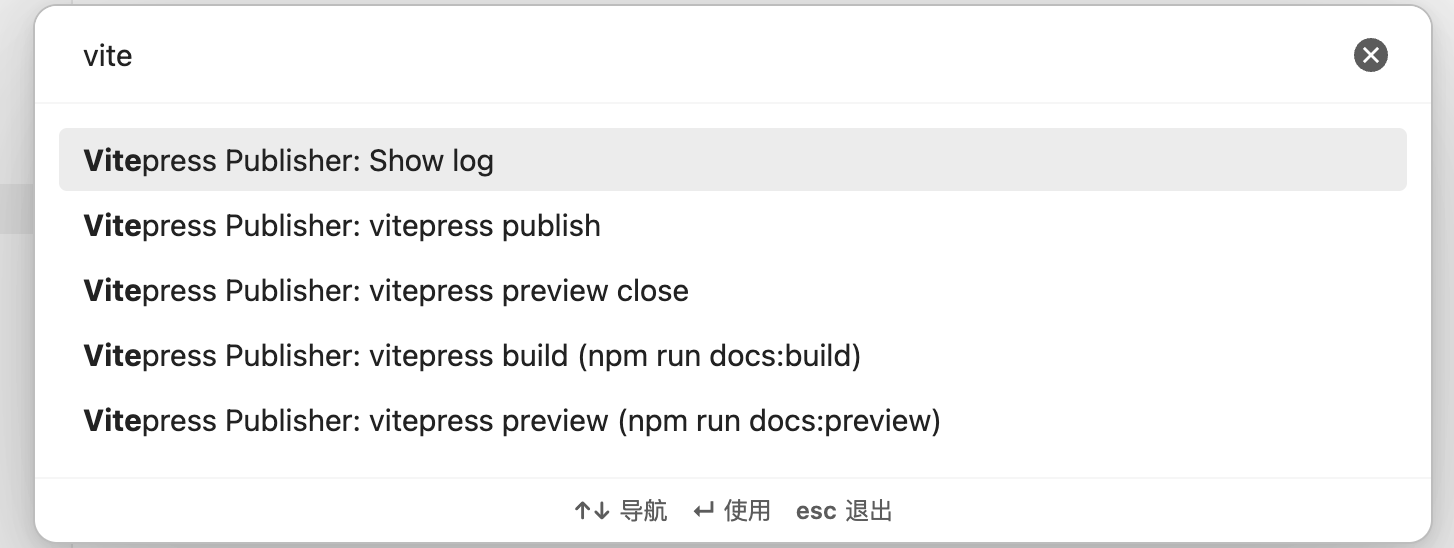 vite
Vitepress Publisher: Show log
Vitepress Publisher: vitepress publish
Vitepress Publisher: vitepress preview close
Vitepress Publisher: vitepress build (npm run docs:build)
Vitepress Publisher: vitepress preview (npm run docs:preview)
↑↓ 导航 ↵ 使用 esc 退出